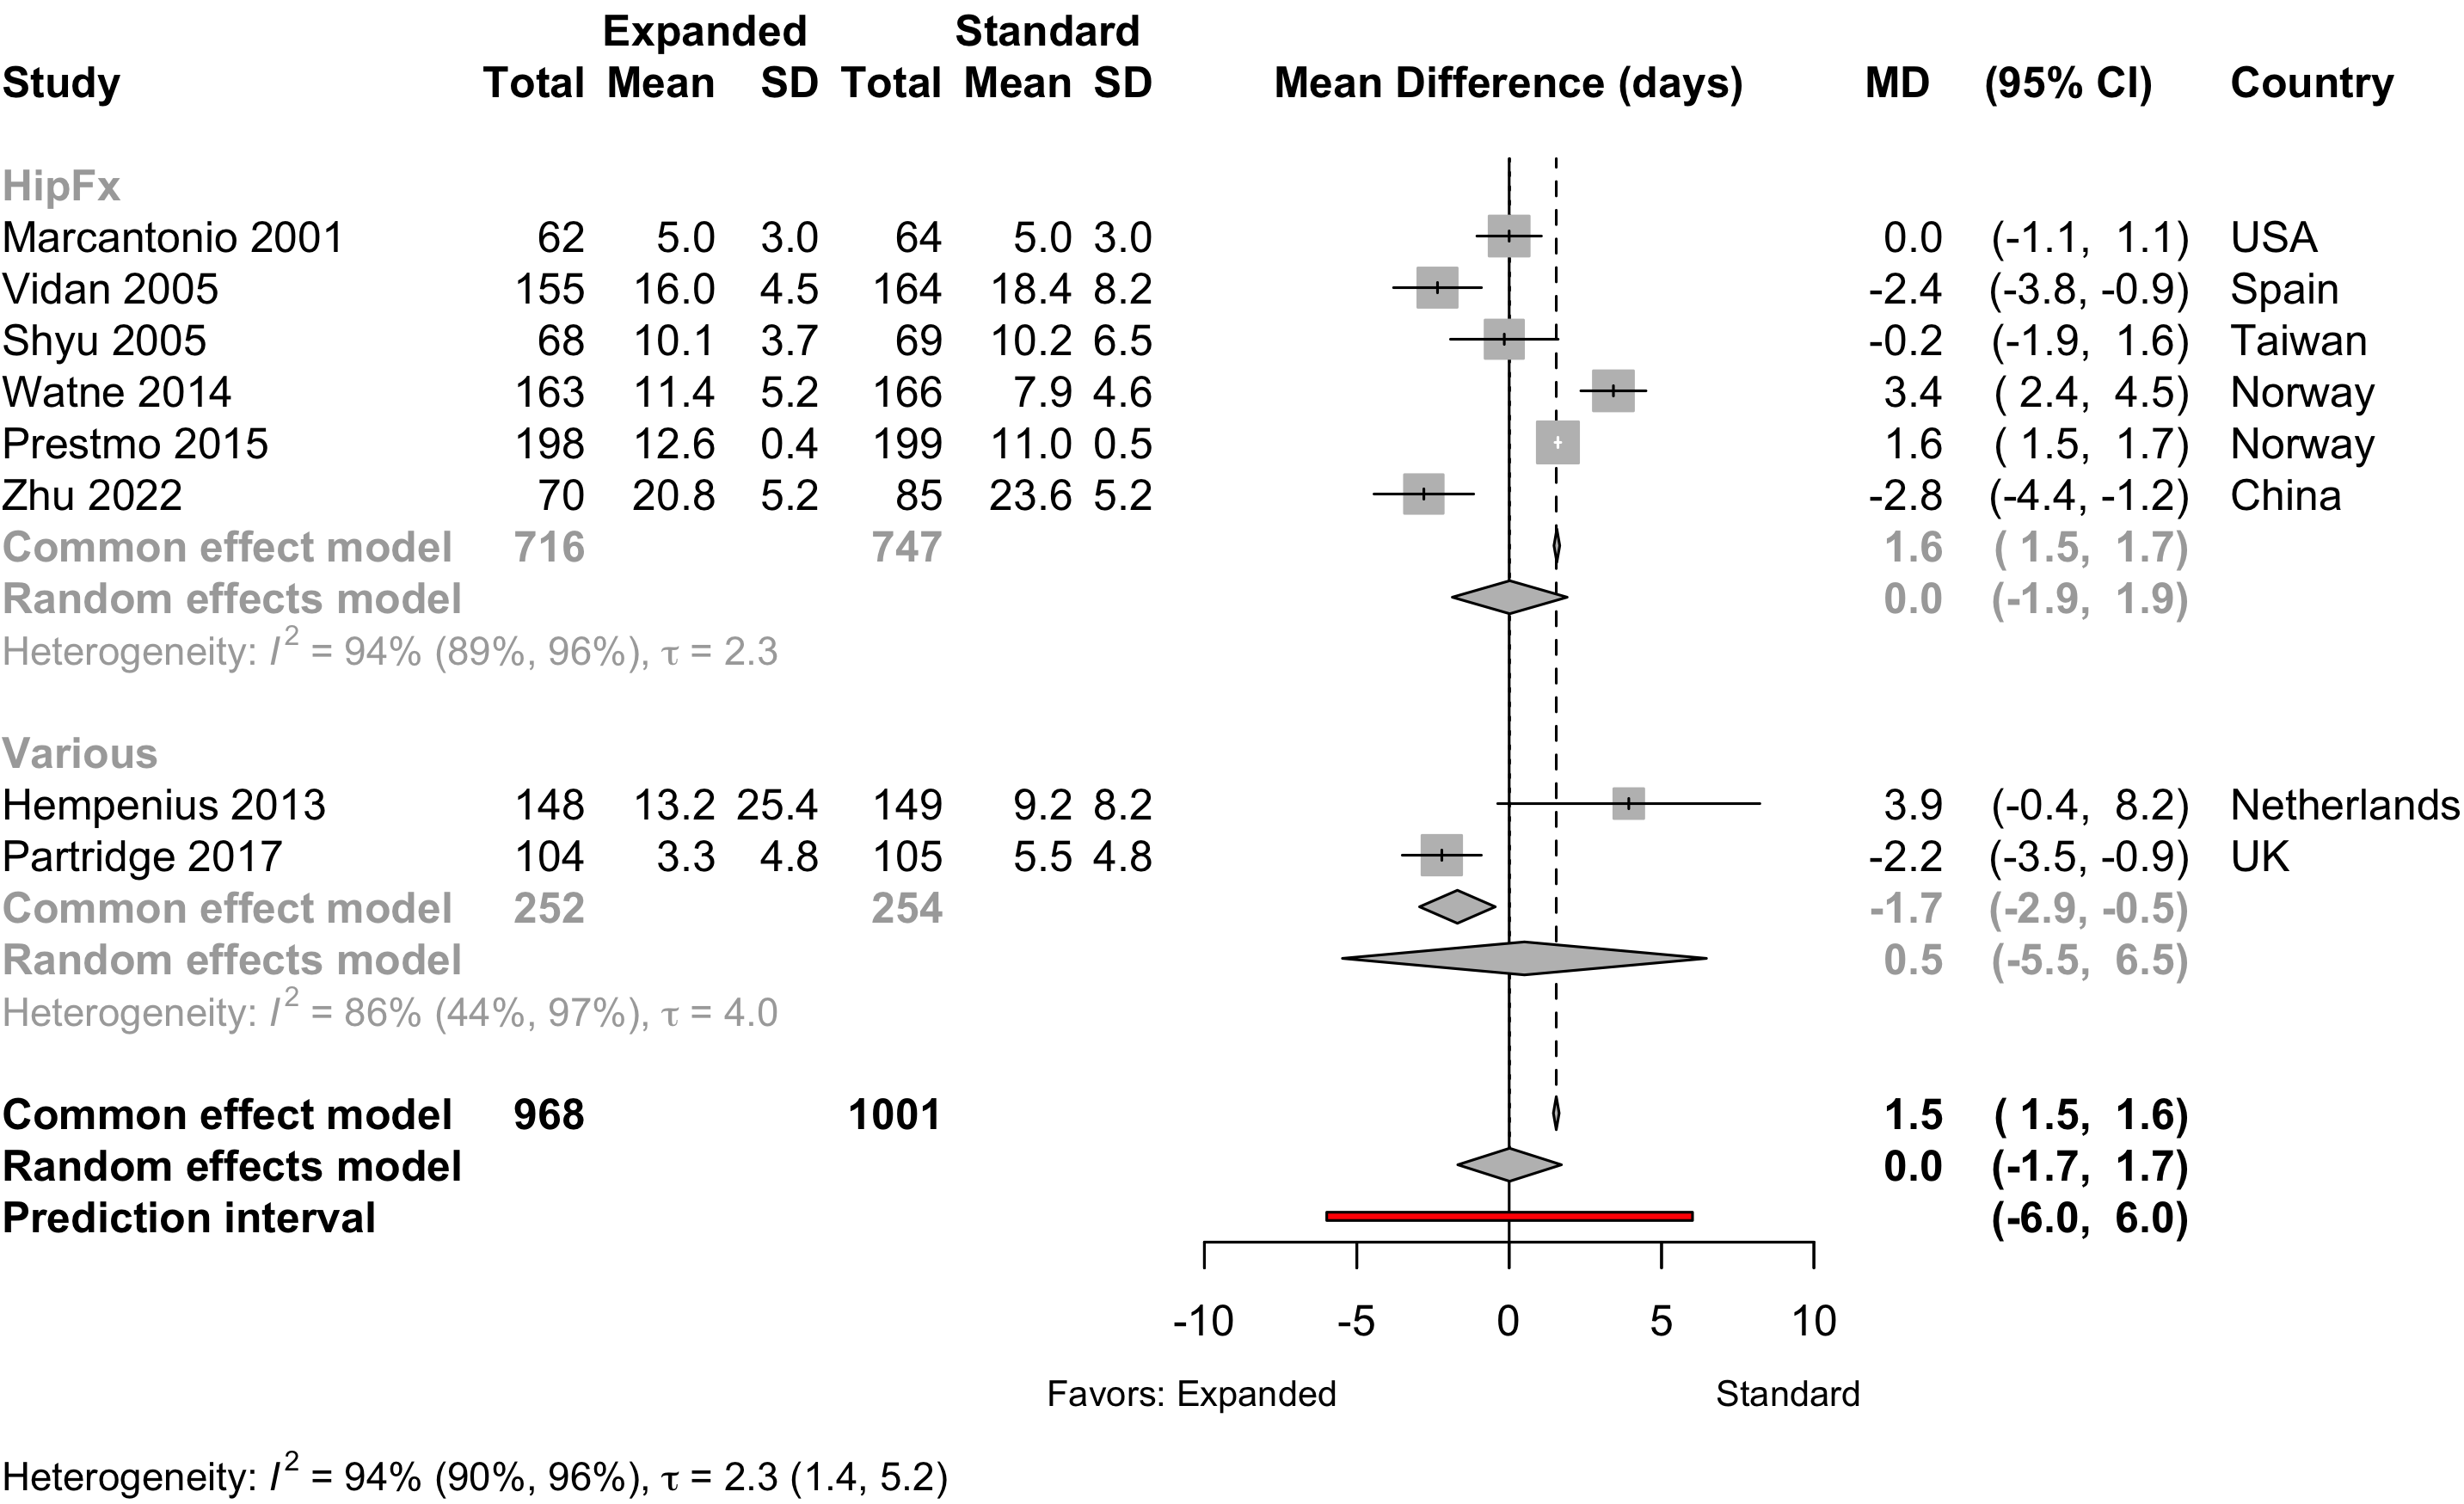 Expanded Standard
Study Total Mean SD Total Mean SD Mean Difference (days) MD (95% CI) Country
HipFx
Marcantonio 2001 62 5.0 3.0 64 5.0 3.0 0.0 (-1.1, 1.1) USA
Vidan 2005 155 16.0 4.5 164 18.4 8.2 -2.4 (-3.8, -0.9) Spain
Shyu 2005 68 10.1 3.7 69 10.2 6.5 -0.2 (-1.9, 1.6) Taiwan
Watne 2014 163 11.4 5.2 166 7.9 4.6 3.4 ( 2.4, 4.5) Norway
Prestmo 2015 198 12.6 0.4 199 11.0 0.5 1.6 ( 1.5, 1.7) Norway
Zhu 2022 70 20.8 5.2 85 23.6 5.2 -2.8 (-4.4, -1.2) China
Common effect model 716 747 1.6 ( 1.5, 1.7)
Random effects model 0.0 (-1.9, 1.9)
Heterogeneity: I² = 94% (89%, 96%), τ = 2.3
Various
Hempenius 2013 148 13.2 25.4 149 9.2 8.2 3.9 (-0.4, 8.2) Netherlands
Partridge 2017 104 3.3 4.8 105 5.5 4.8 -2.2 (-3.5, -0.9) UK
Common effect model 252 254 -1.7 (-2.9, -0.5)
Random effects model 0.5 (-5.5, 6.5)
Heterogeneity: I² = 86% (44%, 97%), τ = 4.0
Common effect model 968 1001 1.5 ( 1.5, 1.6)
Random effects model 0.0 (-1.7, 1.7)
Prediction interval (-6.0, 6.0)
-10 -5 0 5 10
Favors: Expanded Standard
Heterogeneity: I² = 94% (90%, 96%), τ = 2.3 (1.4, 5.2)